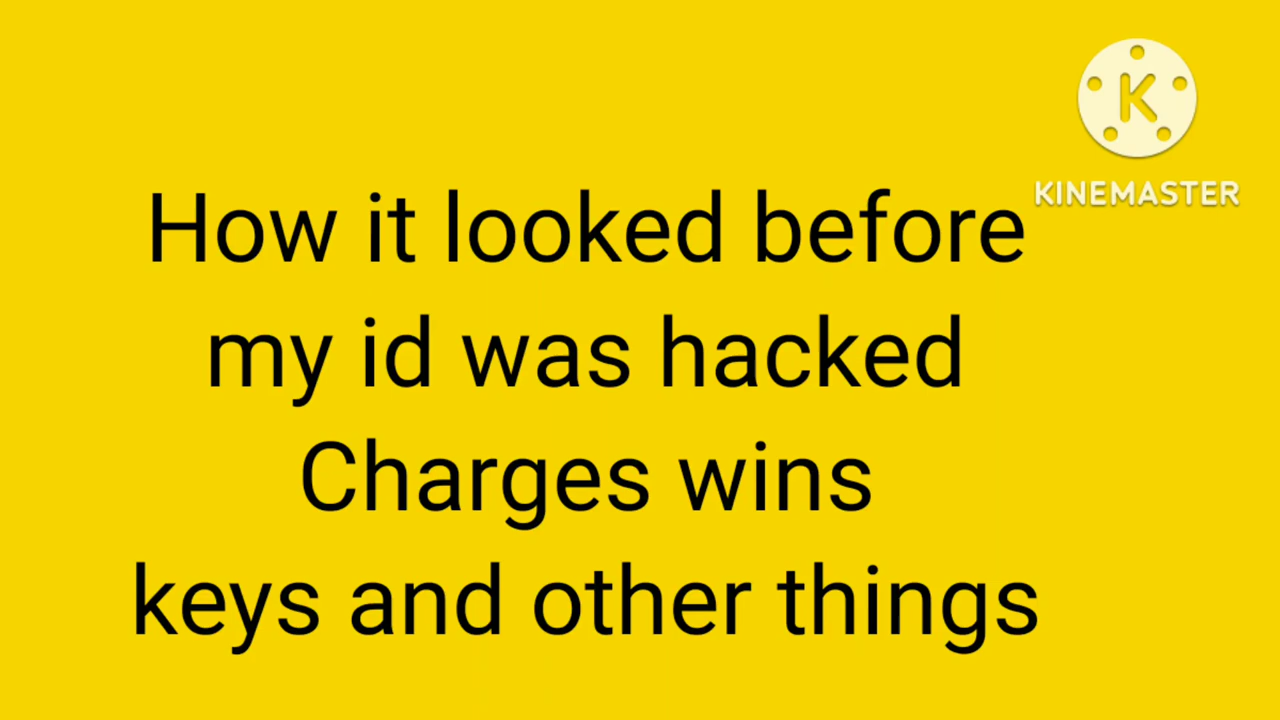 K
KINEMASTER
How it looked before
my id was hacked
Charges wins
keys and other things